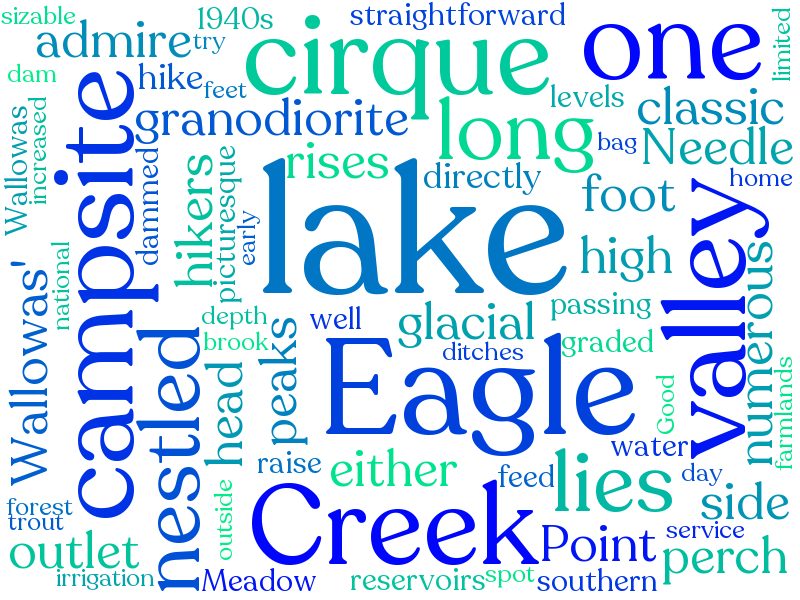 sizable
1940s
straightforward
admire
try
cirque
one
limited
dam
hike
feet
levels
classic
granodiorite
long
bag
Needle
Wallowas
increased
campsite
dammed
hikers
picturesque
early
rises
directly
home
lake
foot
valley
high
numerous
national
Wallowas'
nestled
depth
brook
well
glacial
passing
graded
ditches
peaks
head
Eagle
Good
farmlands
water
raise
either
feed
lies
day
side
outside
forest
trout
Creek
Point
service
outlet
perch
irrigation
Meadow
reservoirs
spot
southern